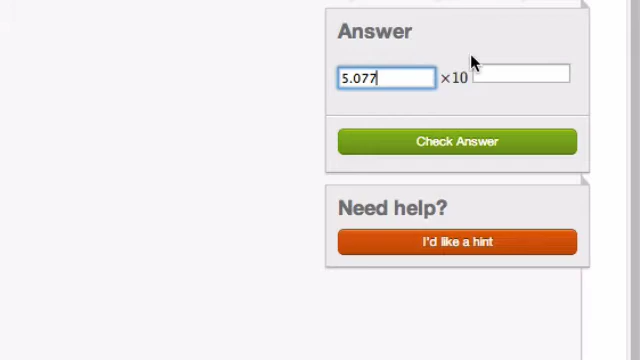 Answer
5.077 ×10
Check Answer
Need help?
I'd like a hint